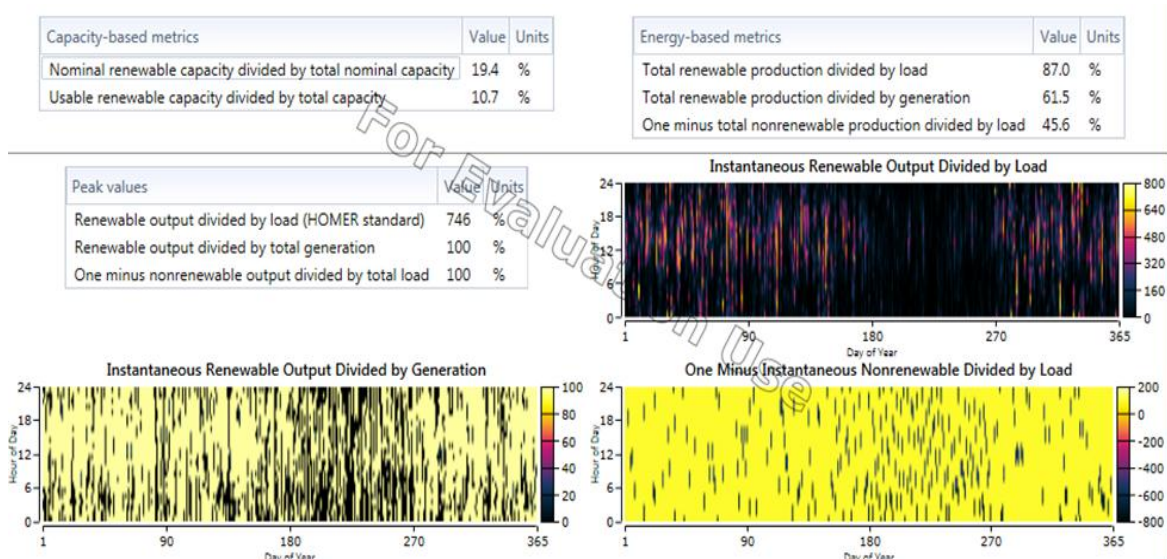 Capacity-based metrics Value Units
Nominal renewable capacity divided by total nominal capacity 19.4 %
Usable renewable capacity divided by total capacity 10.7 %
Energy-based metrics Value Units
Total renewable production divided by load 87.0 %
Total renewable production divided by generation 61.5 %
One minus total nonrenewable production divided by load 45.6 %
For Evaluation Use
Peak values Value Units
Renewable output divided by load (HOMER standard) 746 %
Renewable output divided by total generation 100 %
One minus nonrenewable output divided by total load 100 %
Instantaneous Renewable Output Divided by Load
Hour of Day
24
18
12
6
0
1 90 180 270 365
Day of Year
800
640
480
320
160
0
Instantaneous Renewable Output Divided by Generation
Hour of Day
24
18
12
6
0
1 90 180 270 365
Day of Year
100
80
60
40
20
0
One Minus Instantaneous Nonrenewable Divided by Load
Hour of Day
24
18
12
6
0
1 90 180 270 365
Day of Year
200
0
-200
-400
-600
-800